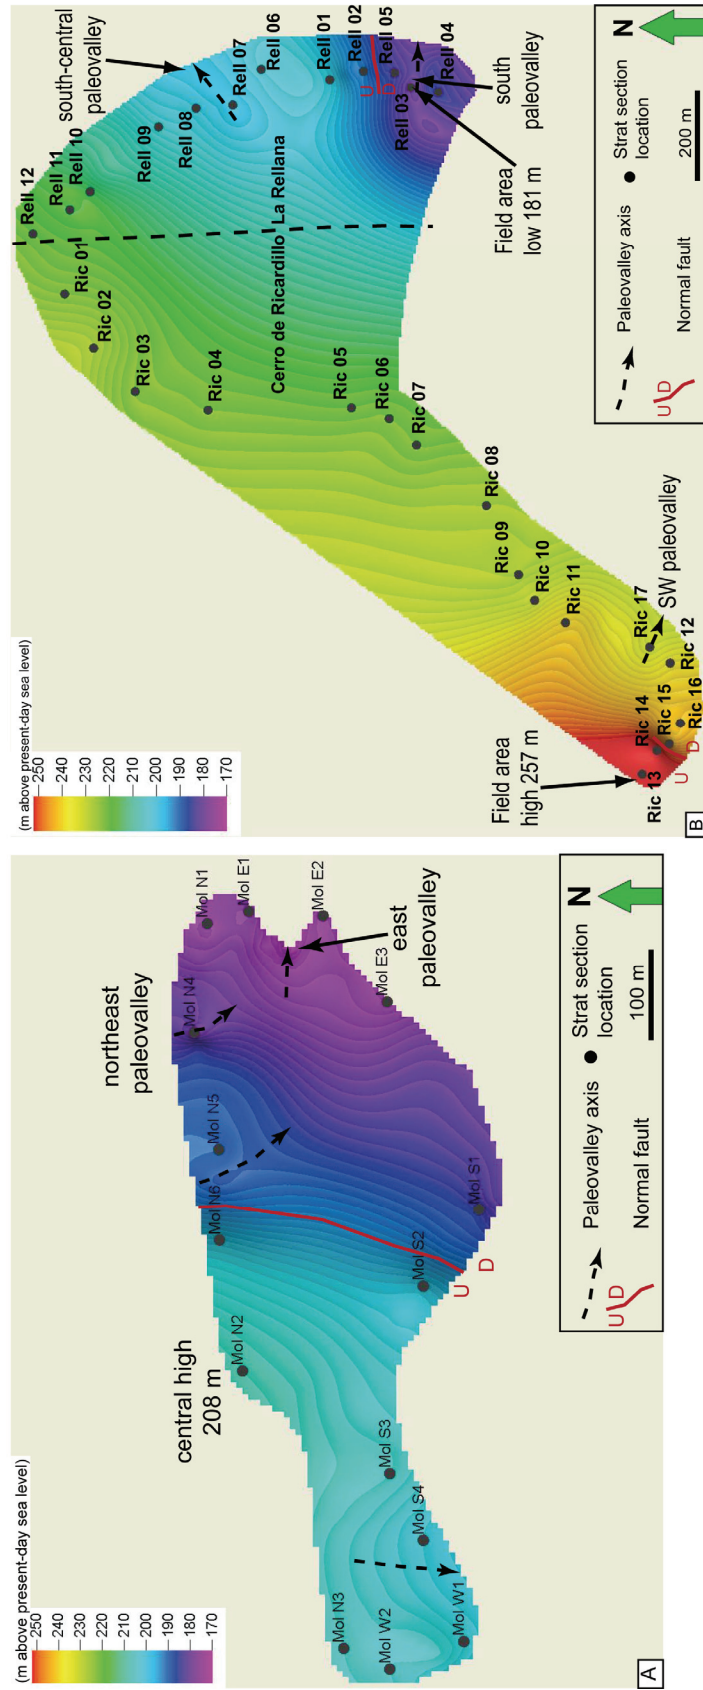 (m above present-day sea level)
250
240
230
220
210
200
190
180
170
central high
208 m
northeast
paleovalley
east
paleovalley
Mol N1
Mol E1
Mol E2
Mol E3
Mol N4
Mol N5
Mol N6
Mol N2
Mol S1
Mol S2
Mol S3
Mol S4
Mol N3
Mol W2
Mol W1
U
D
Paleovalley axis
Strat section
location
N
U
D
Normal fault
100 m
A
(m above present-day sea level)
250
240
230
220
210
200
190
180
170
south-central
paleovalley
Rell 12
Rell 11
Rell 10
Rell 09
Rell 08
Rell 07
Rell 06
Rell 01
Rell 02
Rell 05
Rell 04
Rell 03
U
D
south
paleovalley
Field area
low 181 m
Cerro de Ricardillo
La Rellana
Ric 01
Ric 02
Ric 03
Ric 04
Ric 05
Ric 06
Ric 07
Ric 08
Ric 09
Ric 10
Ric 11
Ric 17
SW paleovalley
Ric 12
Ric 14
Ric 15
Ric 16
Ric 13
U
D
Field area
high 257 m
Paleovalley axis
Strat section
location
N
U
D
Normal fault
200 m
B